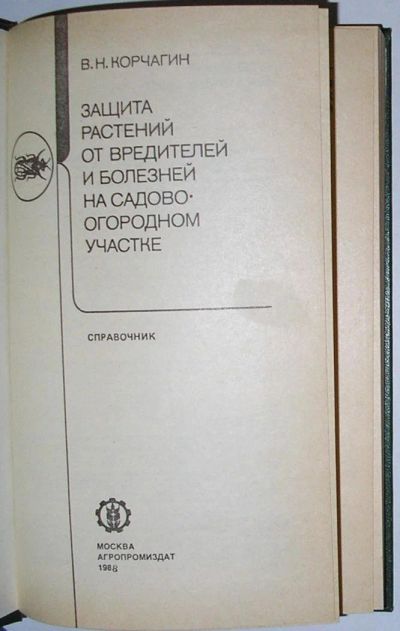 В. Н. КОРЧАГИН
ЗАЩИТА
РАСТЕНИЙ
ОТ ВРЕДИТЕЛЕЙ
И БОЛЕЗНЕЙ
НА САДОВО-
ОГОРОДНОМ
УЧАСТКЕ
СПРАВОЧНИК
МОСКВА
АГРОПРОМИЗДАТ
1988